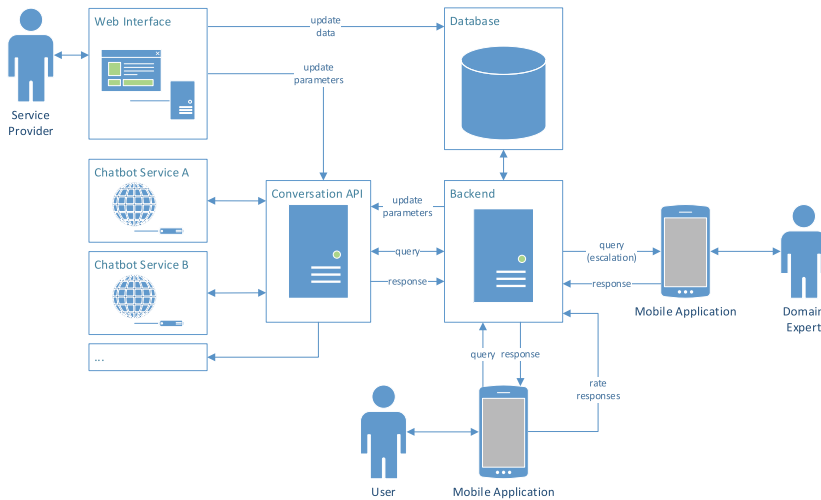 Web Interface
update
data
Database
update
parameters
Service
Provider
Chatbot Service A
Conversation API
update
parameters
Backend
query
query
(escalation)
Chatbot Service B
response
response
Mobile Application
Domain
Expert
...
query
response
rate
responses
User
Mobile Application